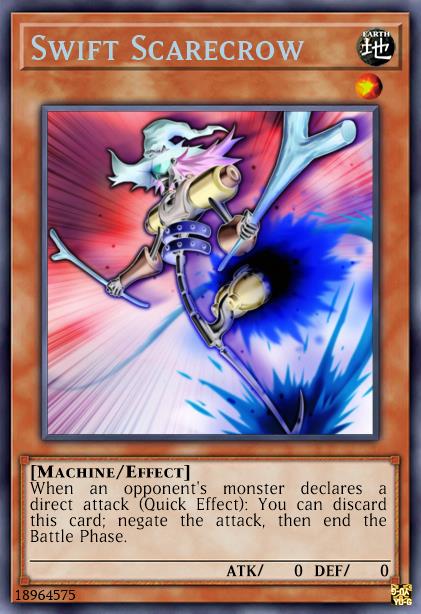 Swift Scarecrow
EARTH
地
[Machine/Effect]
When an opponent's monster declares a
direct attack (Quick Effect): You can discard
this card; negate the attack, then end the
Battle Phase.
ATK/ 0 DEF/ 0
18964575